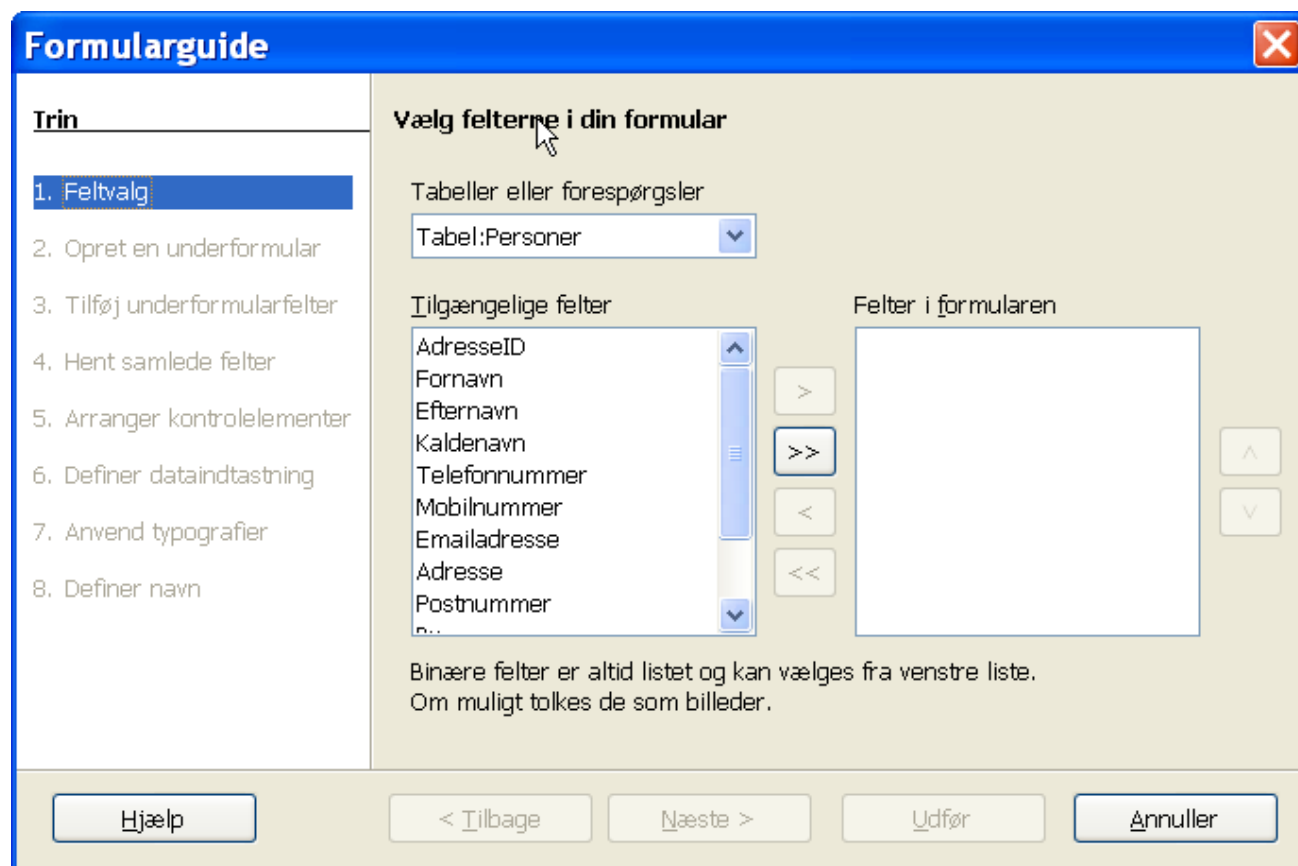 Formularguide
Trin
1. Feltvalg
2. Opret en underformular
3. Tilføj underformularfelter
4. Hent samlede felter
5. Arranger kontrolelementer
6. Definer dataindtastning
7. Anvend typografier
8. Definer navn
Vælg felterne i din formular
Tabeller eller forespørgsler
Tabel:Personer
Tilgængelige felter
AdresseID
Fornavn
Efternavn
Kaldenavn
Telefonnummer
Mobilnummer
Emailadresse
Adresse
Postnummer
>
>>
<
<<
Felter i formularen
Binære felter er altid listet og kan vælges fra venstre liste.
Om muligt tolkes de som billeder.
Hjælp
< Tilbage
Næste >
Udfør
Annuller